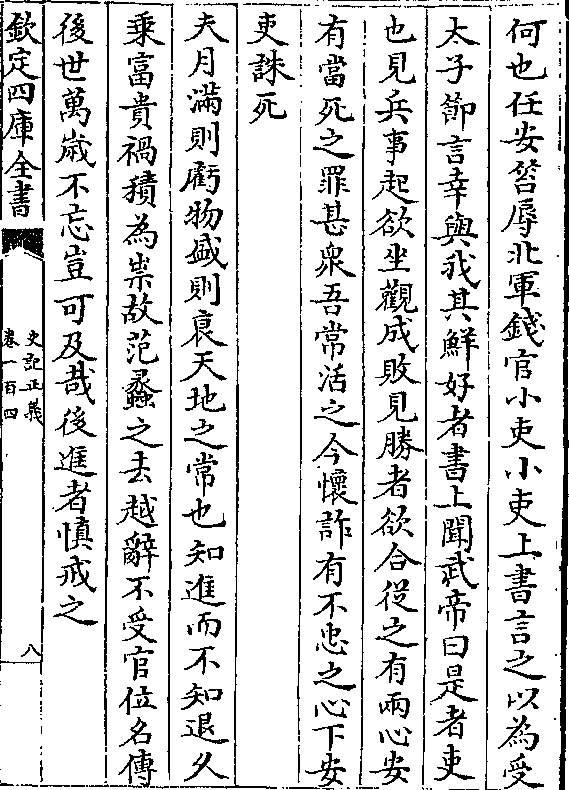 何也任安笞辱北軍錢官小吏小吏上書言之以為受
太子節言幸與我其鮮好者書上聞武帝曰是老吏
也見兵事起欲坐觀成敗見勝者欲合從之有兩心安
有當死之罪甚衆吾常活之今懷詐有不忠之心下安
吏誅死
夫月滿則虧物盛則衰天地之常也知進而不知退久
乘富貴禍積為祟故范蠡之去越辭不受官位名傳
後世萬歲不忘豈可及哉後進者慎戒之
欽定四庫全書
史記正義
卷一百四
八